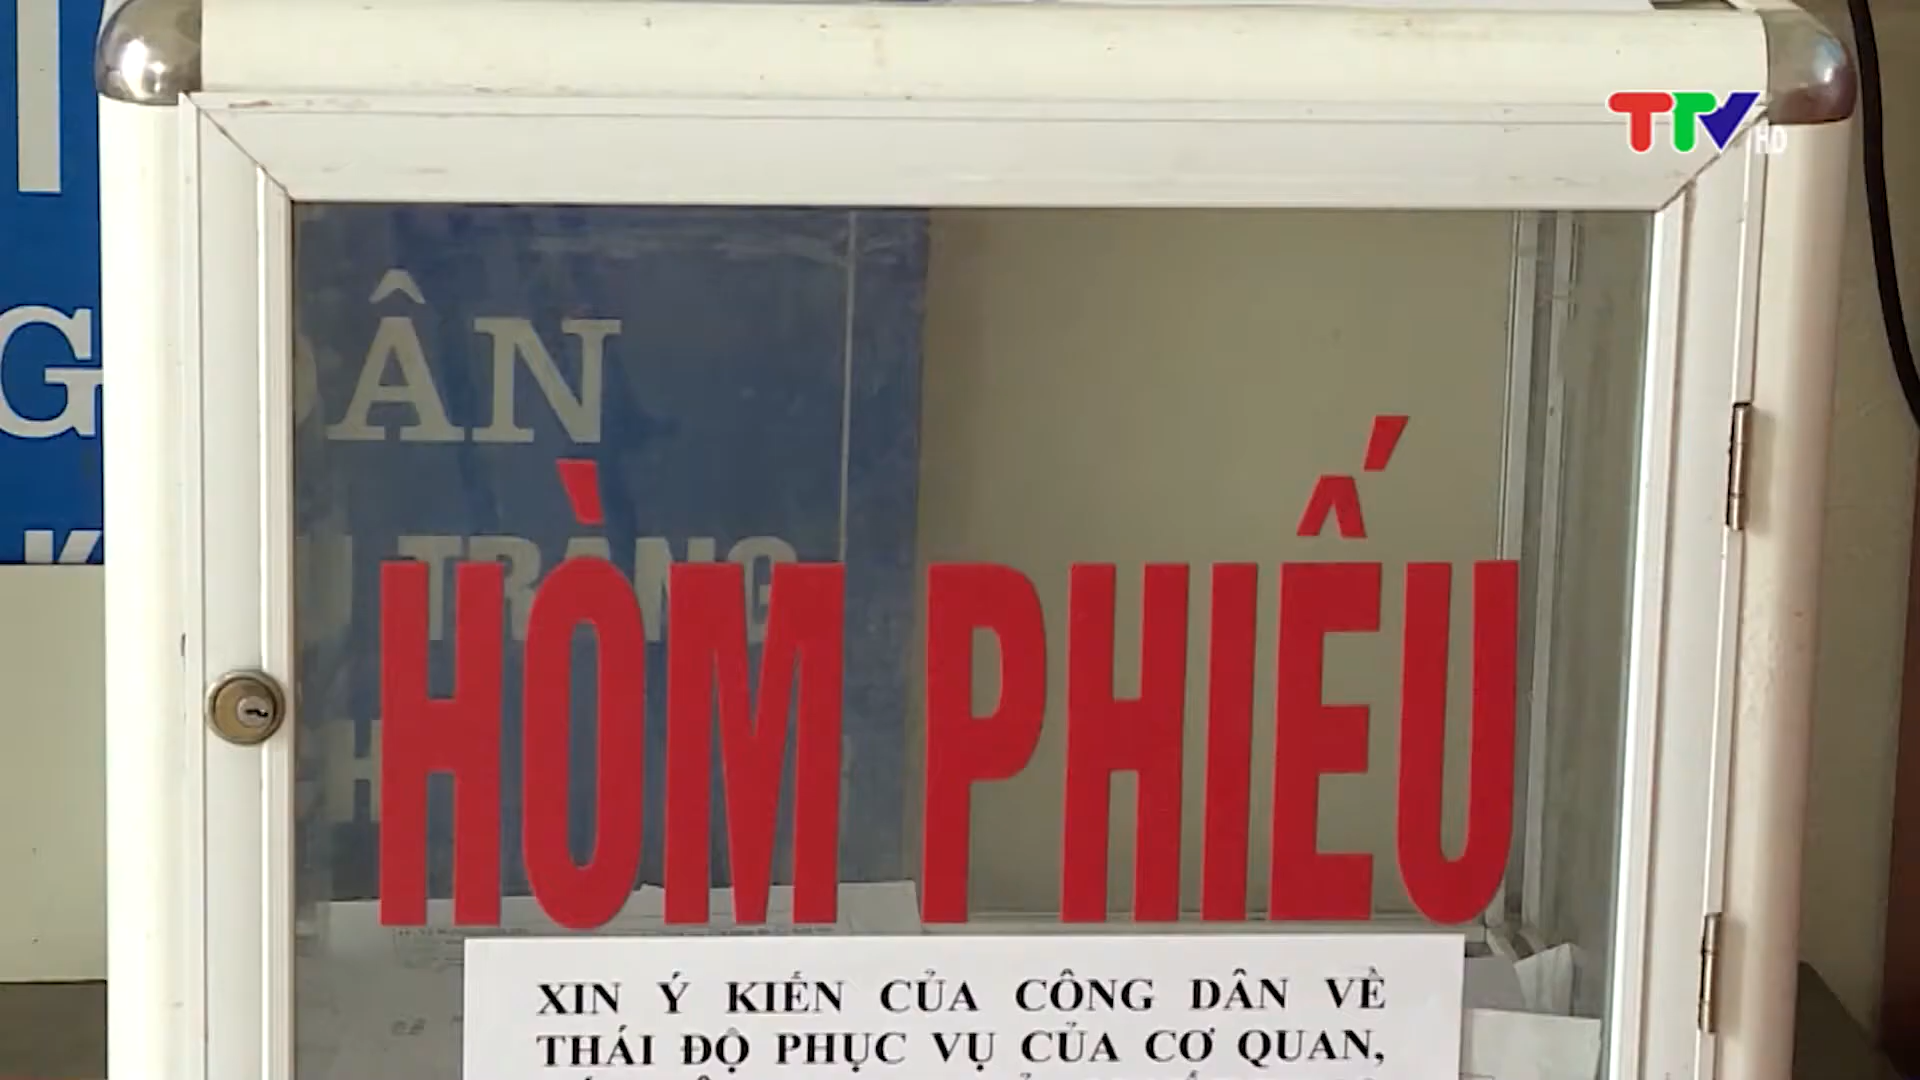 TTV HD
G
ÂN
TRÀNG
HÒM PHIẾU
XIN Ý KIẾN CỦA CÔNG DÂN VỀ
THÁI ĐỘ PHỤC VỤ CỦA CƠ QUAN,